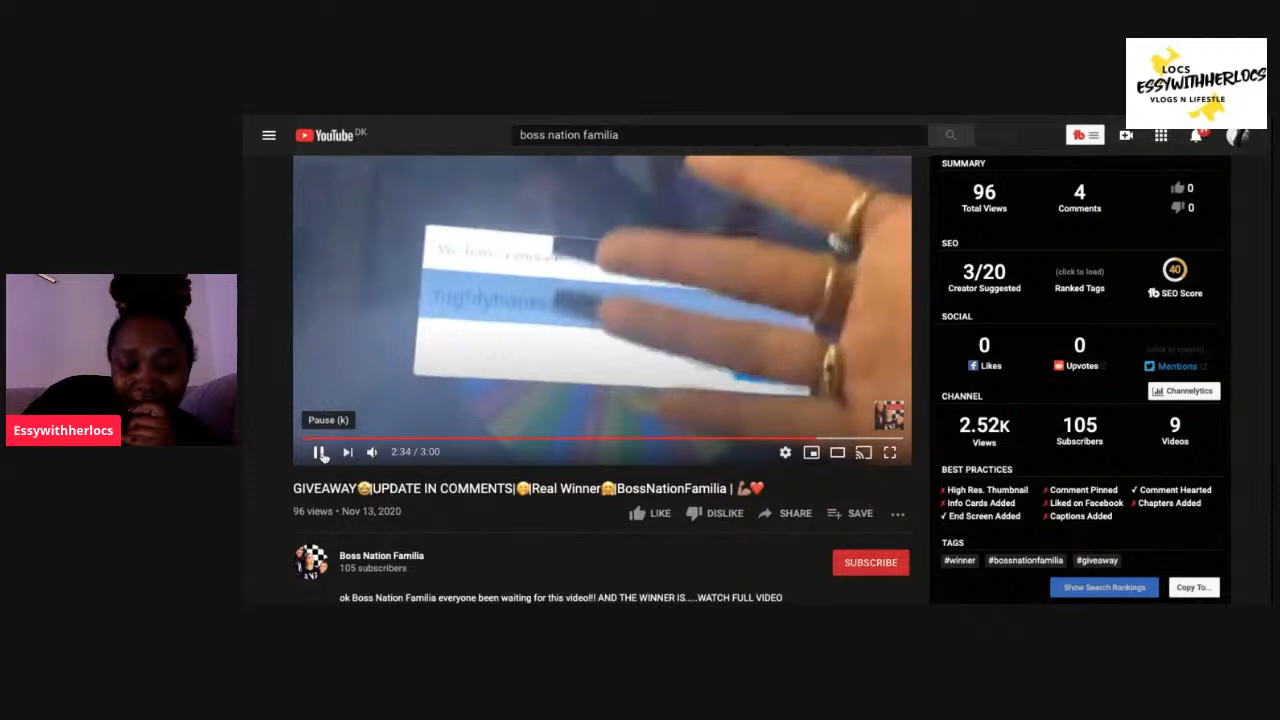 LOCS
ESSYWITHHERLOCS
VLOGS N LIFESTLE
YouTube DK
boss nation familia
Pause (k)
2:34 / 3:00
GIVEAWAY🤩|UPDATE IN COMMENTS|🤗|Real Winner🤗|BossNationFamilia | 💪🏾❤️
96 views • Nov 13, 2020
LIKE DISLIKE SHARE SAVE
Boss Nation Familia
105 subscribers
SUBSCRIBE
ok Boss Nation Familia everyone been waiting for this video!!! AND THE WINNER IS.....WATCH FULL VIDEO
Essywithherlocs
SUMMARY
96 4 0
Total Views Comments 0
SEO
3/20 (click to load) 40
Creator Suggested Ranked Tags tb SEO Score
SOCIAL
0 0
Likes Upvotes Mentions
Channelytics
CHANNEL
2.52K 105 9
Views Subscribers Videos
BEST PRACTICES
✗ High Res. Thumbnail ✗ Comment Pinned ✓ Comment Hearted
✗ Info Cards Added ✗ Liked on Facebook ✗ Chapters Added
✓ End Screen Added ✗ Captions Added
TAGS
#winner #bossnationfamilia #giveaway
Show Search Rankings Copy To...